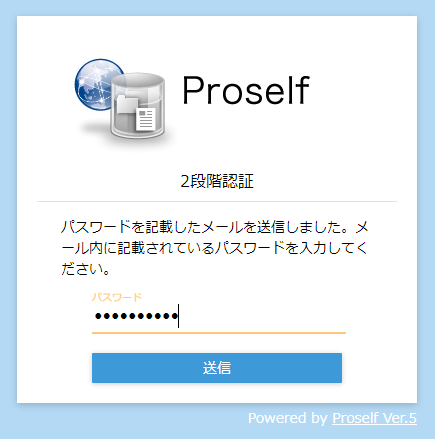 Proself
2段階認証
パスワードを記載したメールを送信しました。メ
ール内に記載されているパスワードを入力してく
ださい。
パスワード
••••••••••
送信
Powered by Proself Ver.5